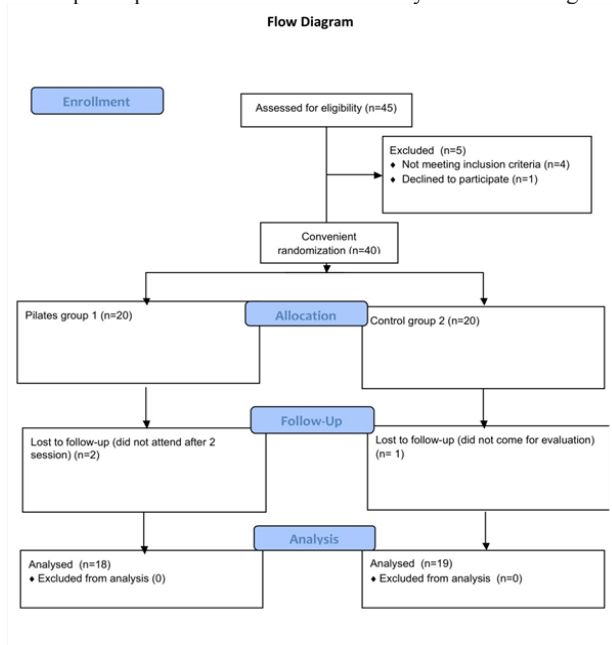 Flow Diagram
Enrollment
Assessed for eligibility (n=45)
Excluded (n=5)
♦ Not meeting inclusion criteria (n=4)
♦ Declined to participate (n=1)
Convenient
randomization (n=40)
Allocation
Pilates group 1 (n=20)
Control group 2 (n=20)
Follow-Up
Lost to follow-up (did not attend after 2
session) (n=2)
Lost to follow-up (did not come for evaluation)
(n= 1)
Analysis
Analysed (n=18)
♦ Excluded from analysis (0)
Analysed (n=19)
♦ Excluded from analysis (n=0)